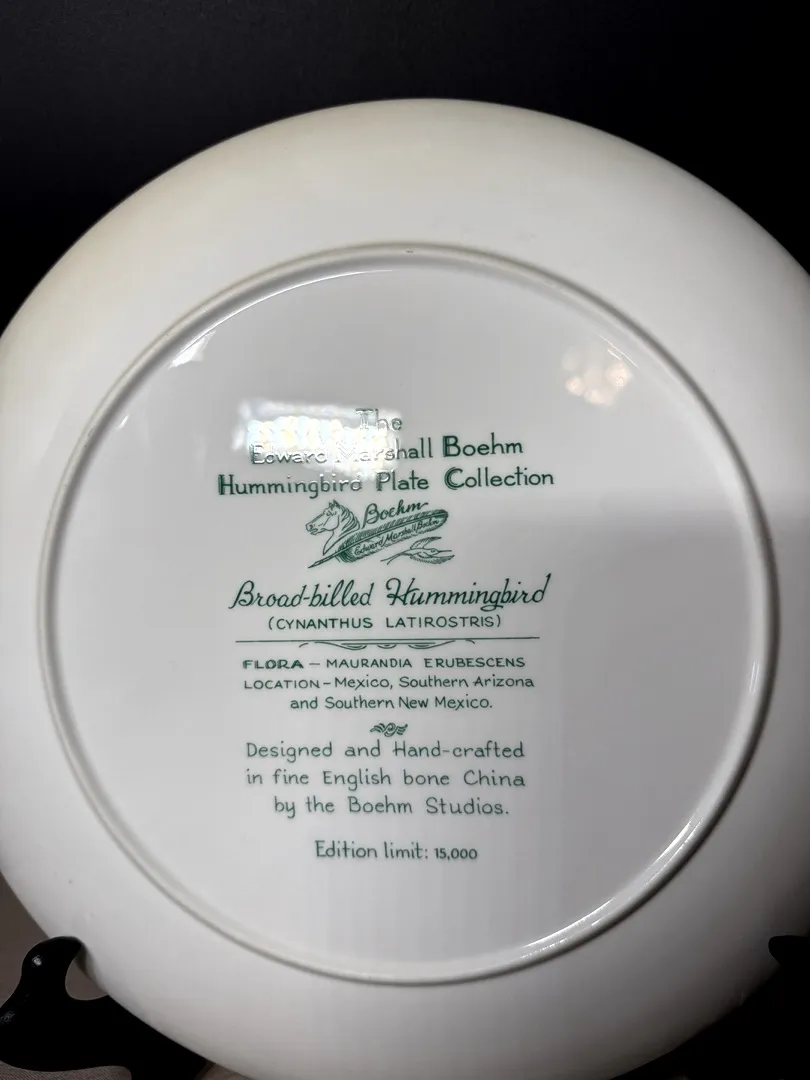 The
Edward Marshall Boehm
Hummingbird Plate Collection
Boehm
Edward Marshall Boehm
Broad-billed Hummingbird
(CYNANTHUS LATIROSTRIS)
FLORA – MAURANDIA ERUBESCENS
LOCATION – Mexico, Southern Arizona
and Southern New Mexico.
Designed and Hand-crafted
in fine English bone China
by the Boehm Studios.
Edition limit: 15,000